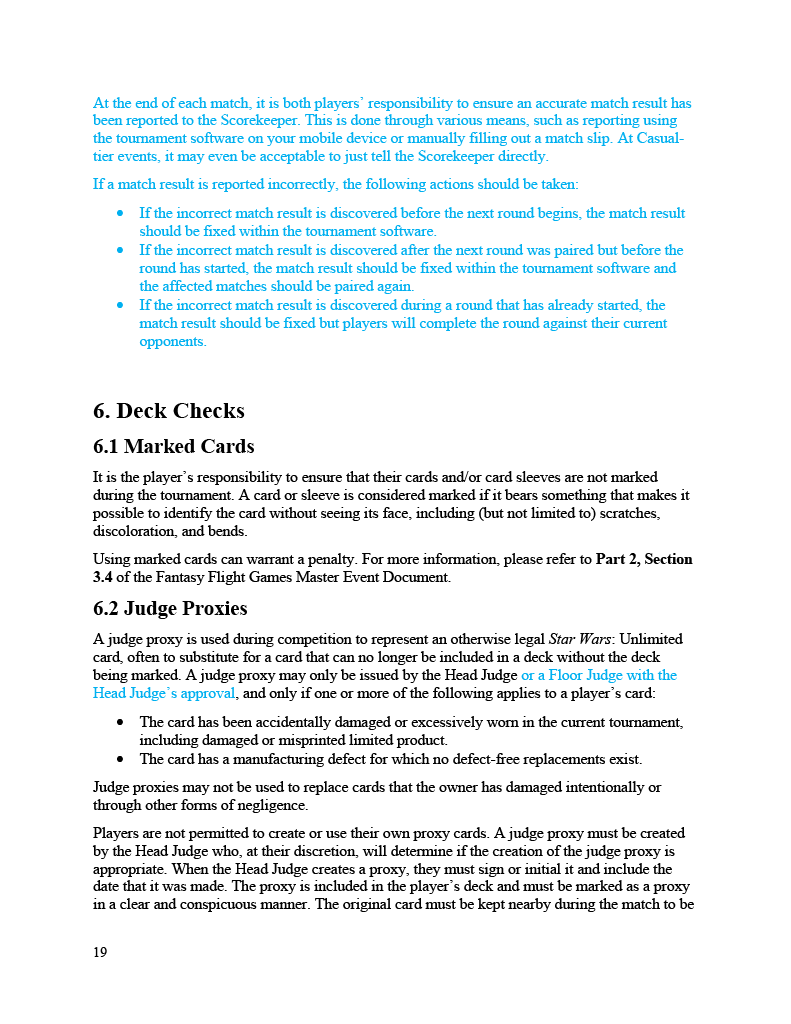 At the end of each match, it is both players’ responsibility to ensure an accurate match result has
been reported to the Scorekeeper. This is done through various means, such as reporting using
the tournament software on your mobile device or manually filling out a match slip. At Casual-
tier events, it may even be acceptable to just tell the Scorekeeper directly.
If a match result is reported incorrectly, the following actions should be taken:
• If the incorrect match result is discovered before the next round begins, the match result
should be fixed within the tournament software.
• If the incorrect match result is discovered after the next round was paired but before the
round has started, the match result should be fixed within the tournament software and
the affected matches should be paired again.
• If the incorrect match result is discovered during a round that has already started, the
match result should be fixed but players will complete the round against their current
opponents.
6. Deck Checks
6.1 Marked Cards
It is the player’s responsibility to ensure that their cards and/or card sleeves are not marked
during the tournament. A card or sleeve is considered marked if it bears something that makes it
possible to identify the card without seeing its face, including (but not limited to) scratches,
discoloration, and bends.
Using marked cards can warrant a penalty. For more information, please refer to Part 2, Section
3.4 of the Fantasy Flight Games Master Event Document.
6.2 Judge Proxies
A judge proxy is used during competition to represent an otherwise legal Star Wars: Unlimited
card, often to substitute for a card that can no longer be included in a deck without the deck
being marked. A judge proxy may only be issued by the Head Judge or a Floor Judge with the
Head Judge’s approval, and only if one or more of the following applies to a player’s card:
• The card has been accidentally damaged or excessively worn in the current tournament,
including damaged or misprinted limited product.
• The card has a manufacturing defect for which no defect-free replacements exist.
Judge proxies may not be used to replace cards that the owner has damaged intentionally or
through other forms of negligence.
Players are not permitted to create or use their own proxy cards. A judge proxy must be created
by the Head Judge who, at their discretion, will determine if the creation of the judge proxy is
appropriate. When the Head Judge creates a proxy, they must sign or initial it and include the
date that it was made. The proxy is included in the player’s deck and must be marked as a proxy
in a clear and conspicuous manner. The original card must be kept nearby during the match to be
19